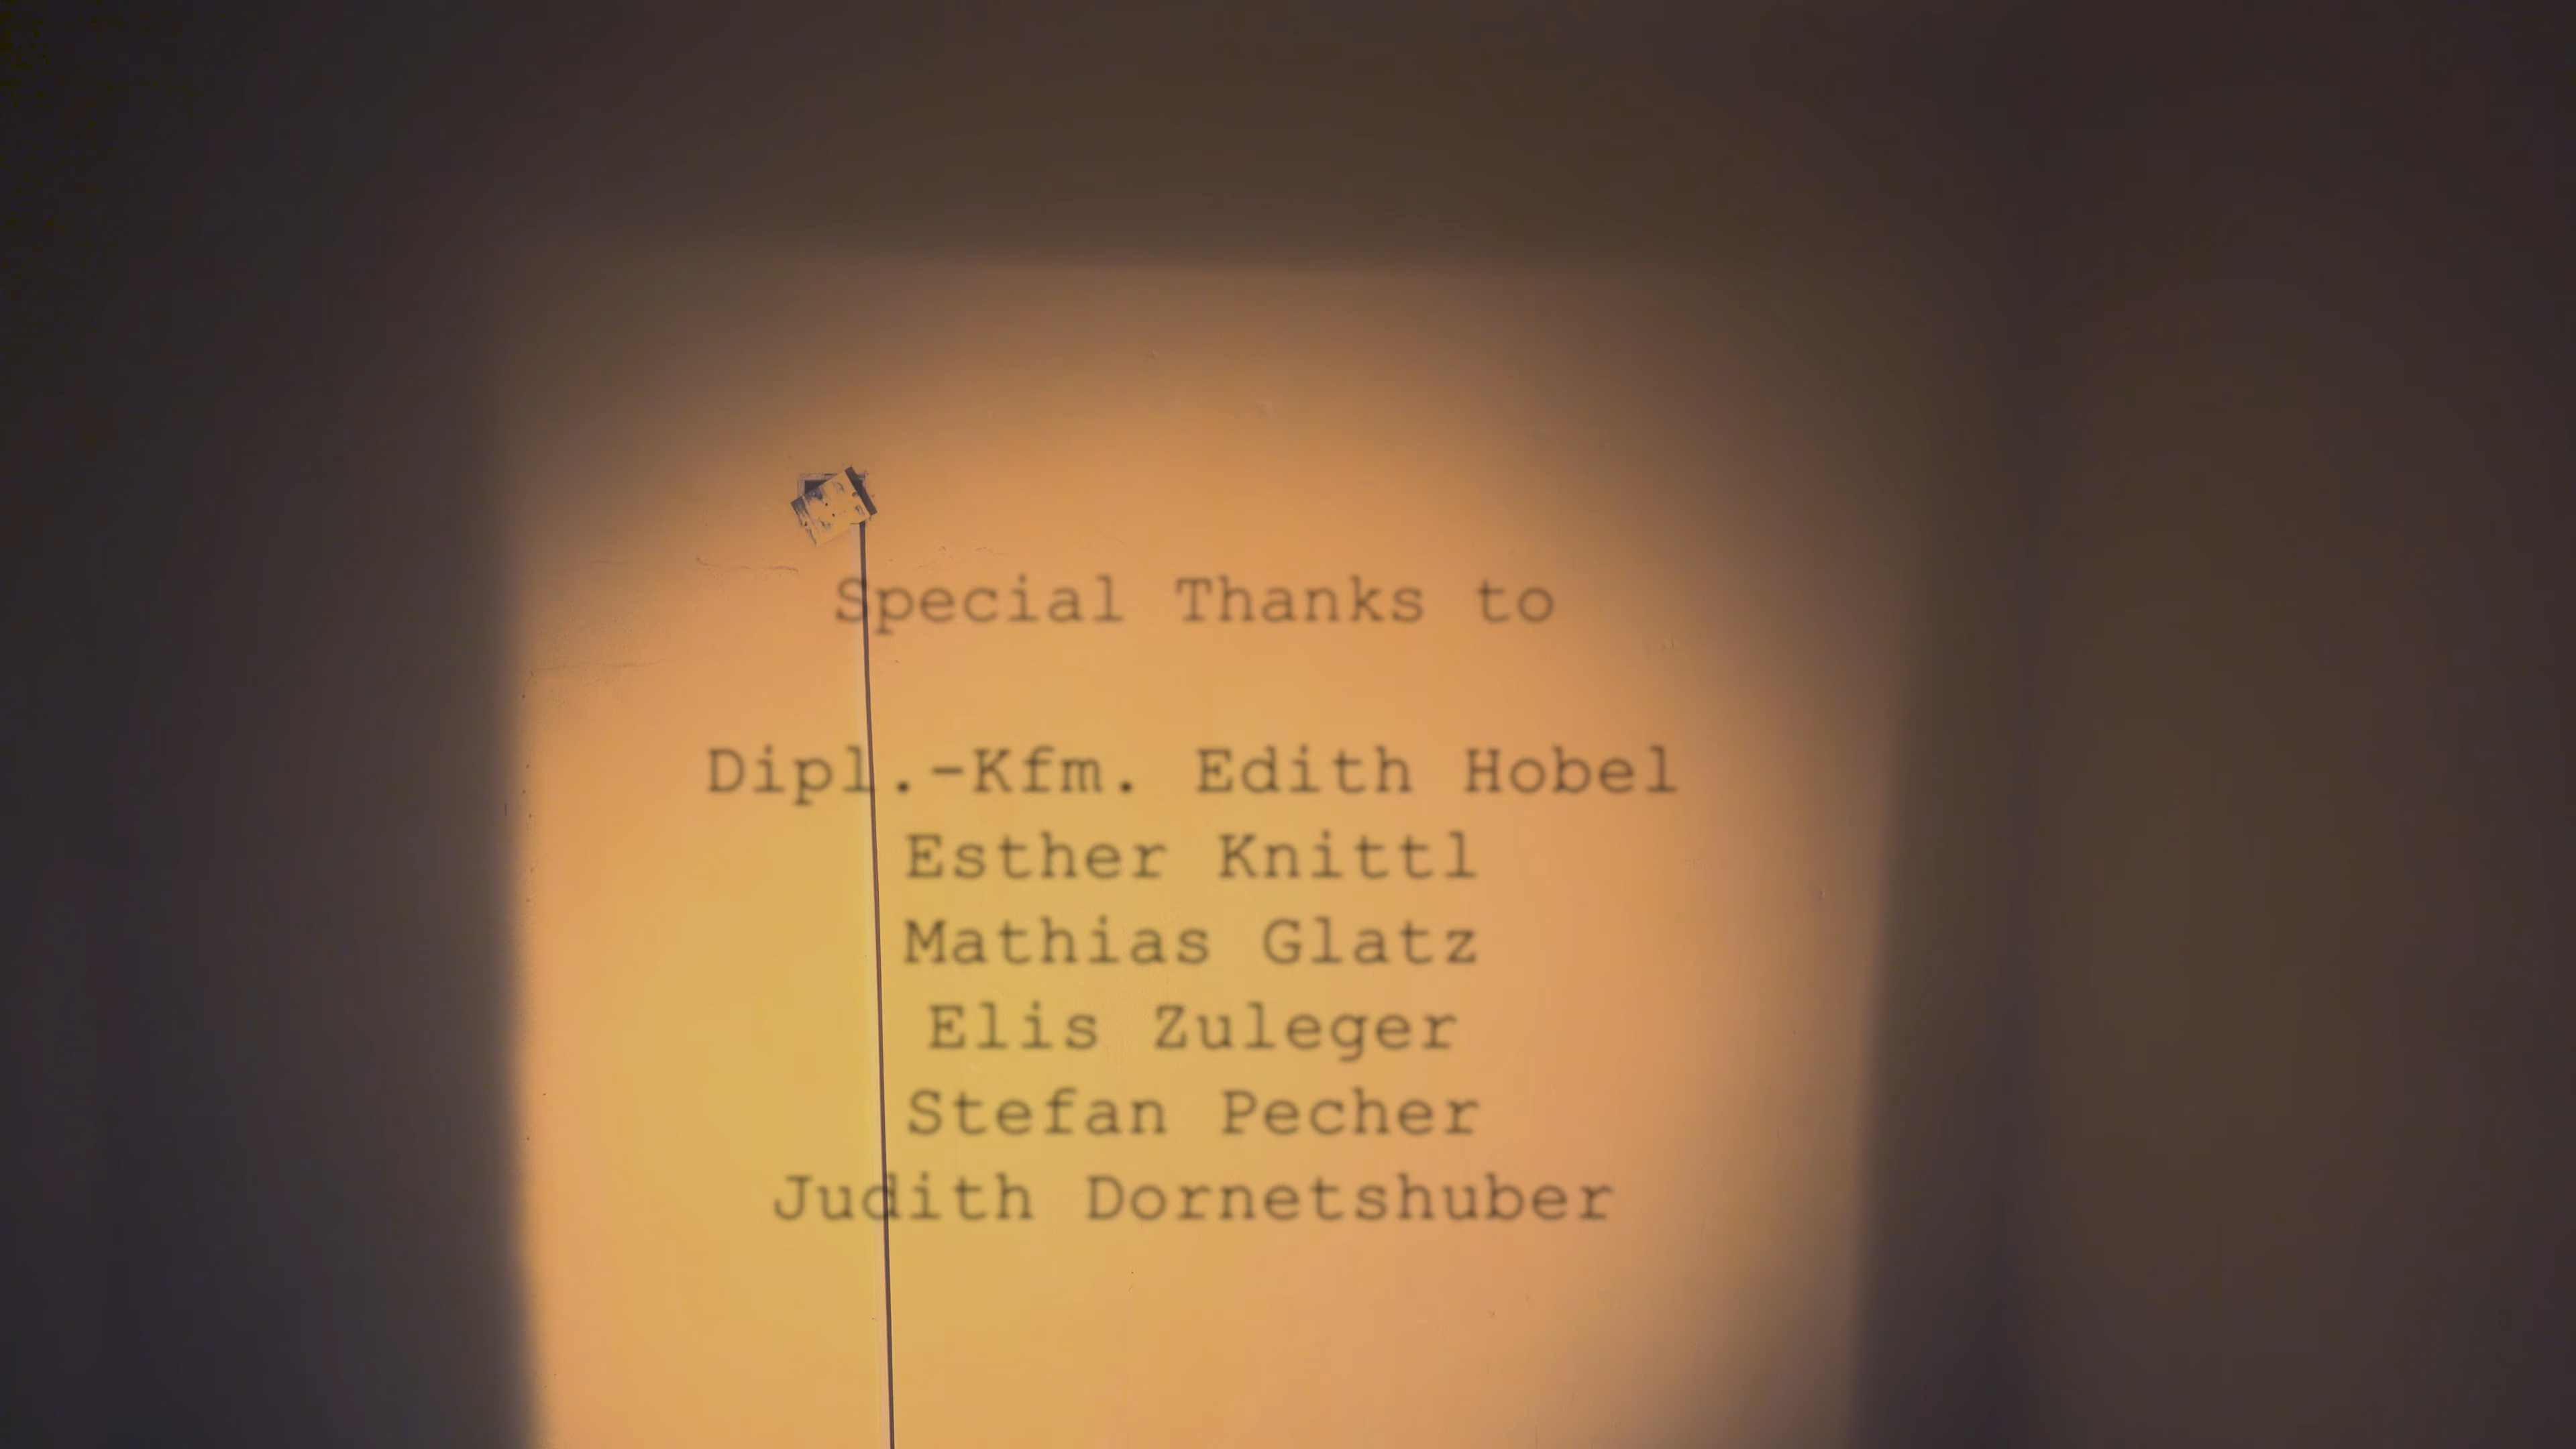 Special Thanks to
Dipl.-Kfm. Edith Hobel
Esther Knittl
Mathias Glatz
Elis Zuleger
Stefan Pecher
Judith Dornetshuber